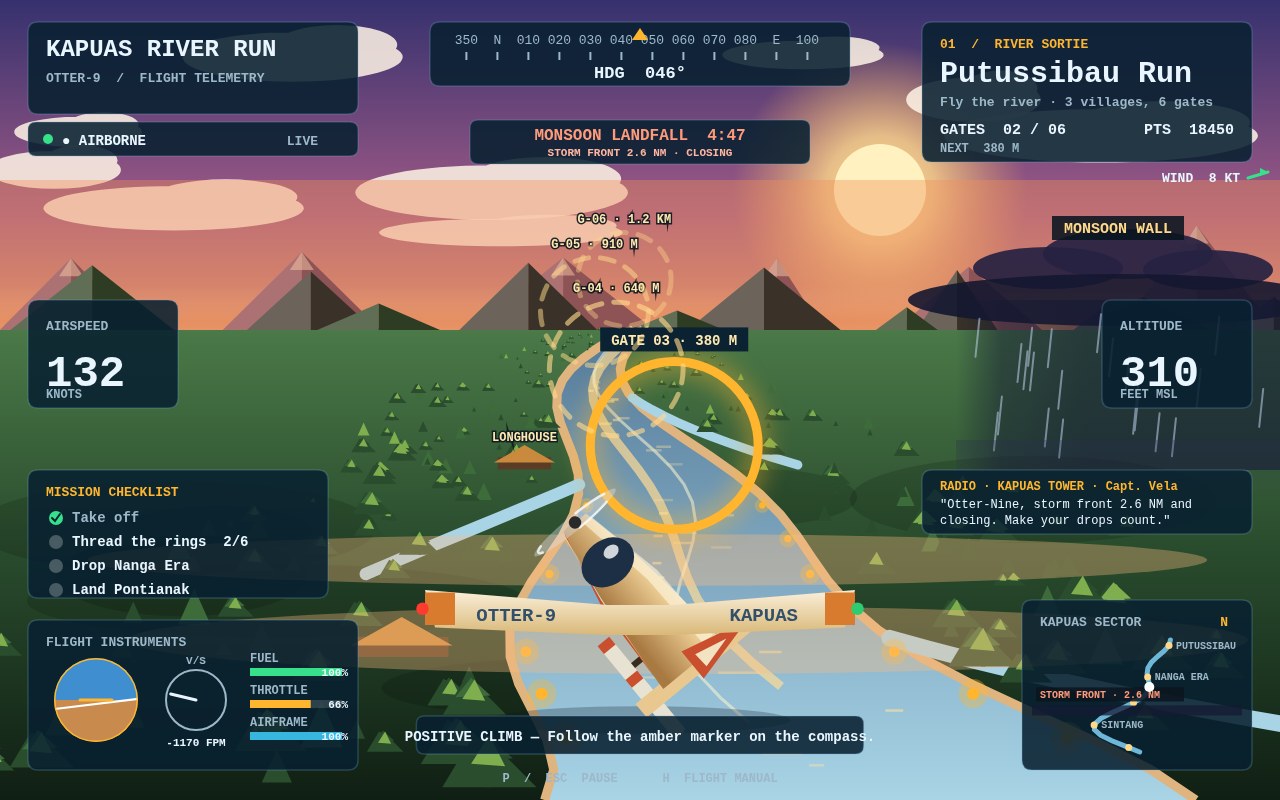 KAPUAS RIVER RUN
OTTER-9 / FLIGHT TELEMETRY
● AIRBORNE LIVE
350 N 010 020 030 040 050 060 070 080 E 100
HDG 046°
MONSOON LANDFALL 4:47
STORM FRONT 2.6 NM · CLOSING
01 / RIVER SORTIE
Putussibau Run
Fly the river · 3 villages, 6 gates
GATES 02 / 06 PTS 18450
NEXT 380 M
WIND 8 KT
MONSOON WALL
G-06 · 1.2 KM
G-05 · 910 M
G-04 · 640 M
GATE 03 · 380 M
LONGHOUSE
AIRSPEED
132
KNOTS
ALTITUDE
310
FEET MSL
MISSION CHECKLIST
Take off
Thread the rings 2/6
Drop Nanga Era
Land Pontianak
RADIO · KAPUAS TOWER · Capt. Vela
"Otter-Nine, storm front 2.6 NM and
closing. Make your drops count."
OTTER-9 KAPUAS
FLIGHT INSTRUMENTS
V/S
-1170 FPM
FUEL
100%
THROTTLE
66%
AIRFRAME
100%
KAPUAS SECTOR N
PUTUSSIBAU
NANGA ERA
STORM FRONT · 2.6 NM
SINTANG
POSITIVE CLIMB — Follow the amber marker on the compass.
P / ESC PAUSE H FLIGHT MANUAL